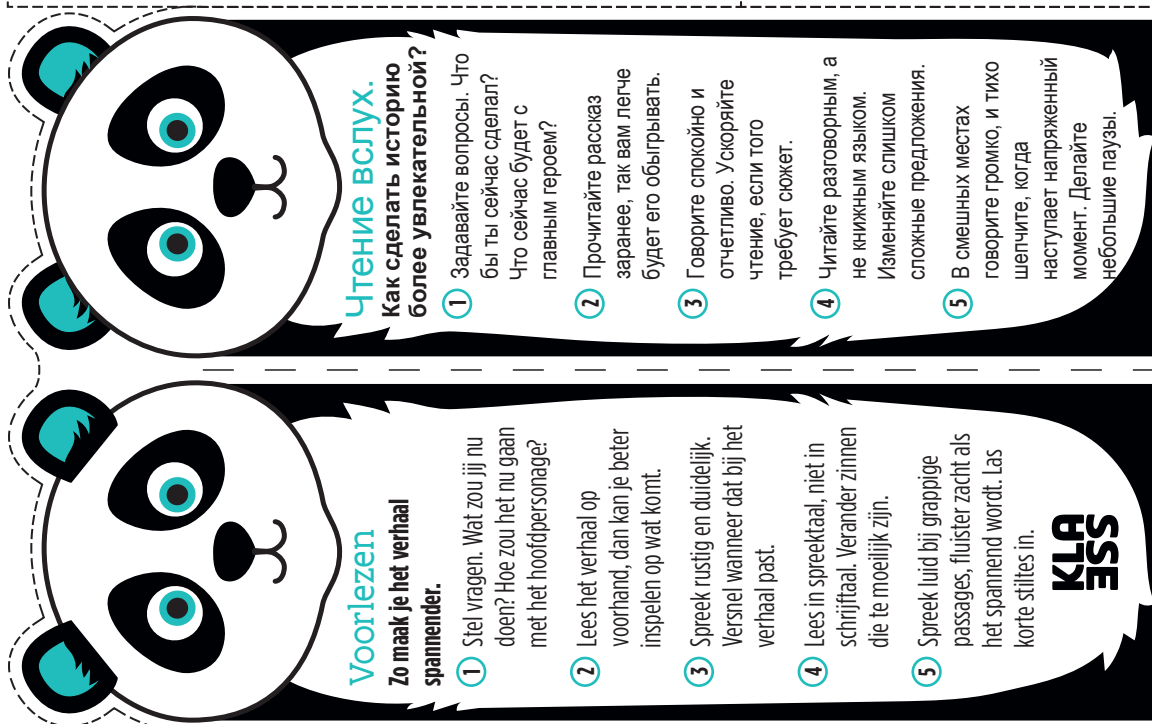 Чтение вслух.
Как сделать историю
более увлекательной?
1 Задавайте вопросы. Что
бы ты сейчас сделал?
Что сейчас будет с
главным героем?
2 Прочитайте рассказ
заранее, так вам легче
будет его обыгрывать.
3 Говорите спокойно и
отчетливо. Ускоряйте
чтение, если того
требует сюжет.
4 Читайте разговорным, а
не книжным языком.
Изменяйте слишком
сложные предложения.
5 В смешных местах
говорите громко, и тихо
шепчите, когда
наступает напряженный
момент. Делайте
небольшие паузы.
Voorlezen
Zo maak je het verhaal
spannender.
1 Stel vragen. Wat zou jij nu
doen? Hoe zou het nu gaan
met het hoofdpersonage?
2 Lees het verhaal op
voorhand, dan kan je beter
inspelen op wat komt.
3 Spreek rustig en duidelijk.
Versnel wanneer dat bij het
verhaal past.
4 Lees in spreektaal, niet in
schrijftaal. Verander zinnen
die te moeilijk zijn.
5 Spreek luid bij grappige
passages, fluister zacht als
het spannend wordt. Las
korte stiltes in.
KLA
SSE